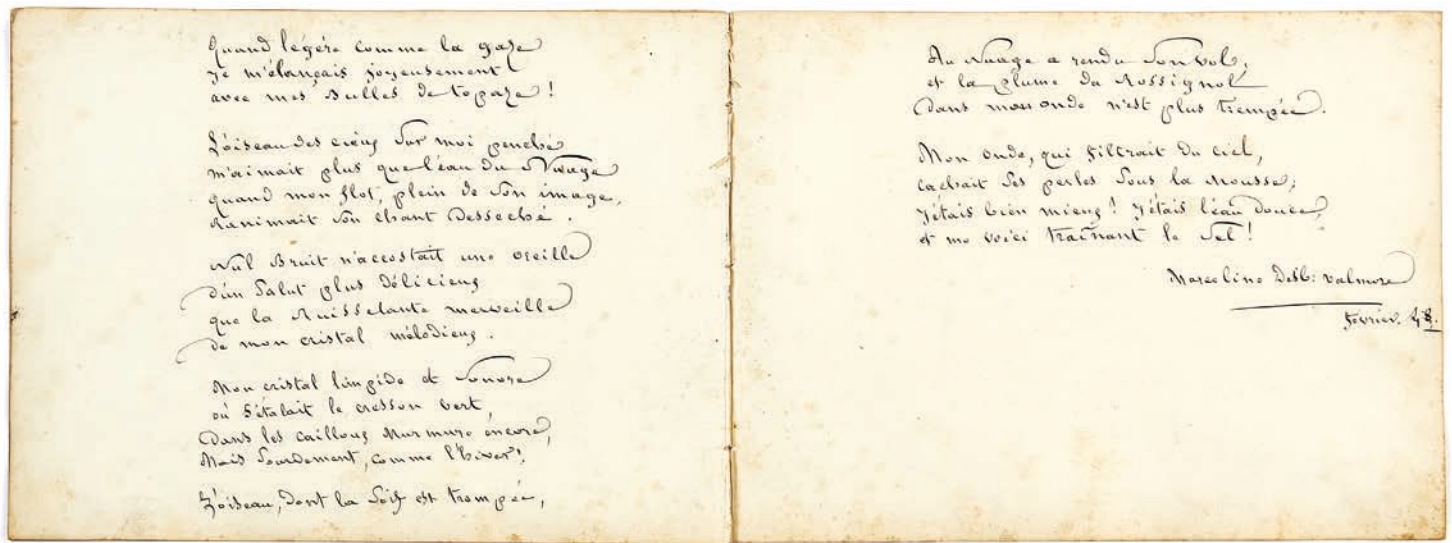 Quand légère comme la gaze
Je m'élançais joyeusement
avec mes Bulles de topaze !
L'oiseau des cieux Sur moi penché
m'aimait plus que l'eau du Nuage
quand mon flot, plein de Son image,
Ranimait Son chant Desseché .
Nul Bruit n'accostait une oreille
d'un Salut plus Délicieux
que la Ruisselante merveille
de mon cristal mélodieux .
Mon cristal limpide et Sonore
où S'étalait le cresson vert,
Dans les cailloux Murmure encore,
Mais Sourdement, comme l'hiver !
L'oiseau, Dont la Soif est trompée,
Au Nuage a rendu Son vol,
et la plume du Rossignol
Dans mon onde n'est plus trempée .
Mon onde, qui filtrait du ciel,
cachait Ses perles Sous la Mousse ;
J'étais bien mieux ! J'étais l'eau Douce,
et me voici traînant le Sel !
Marceline Desb: Valmore
février.